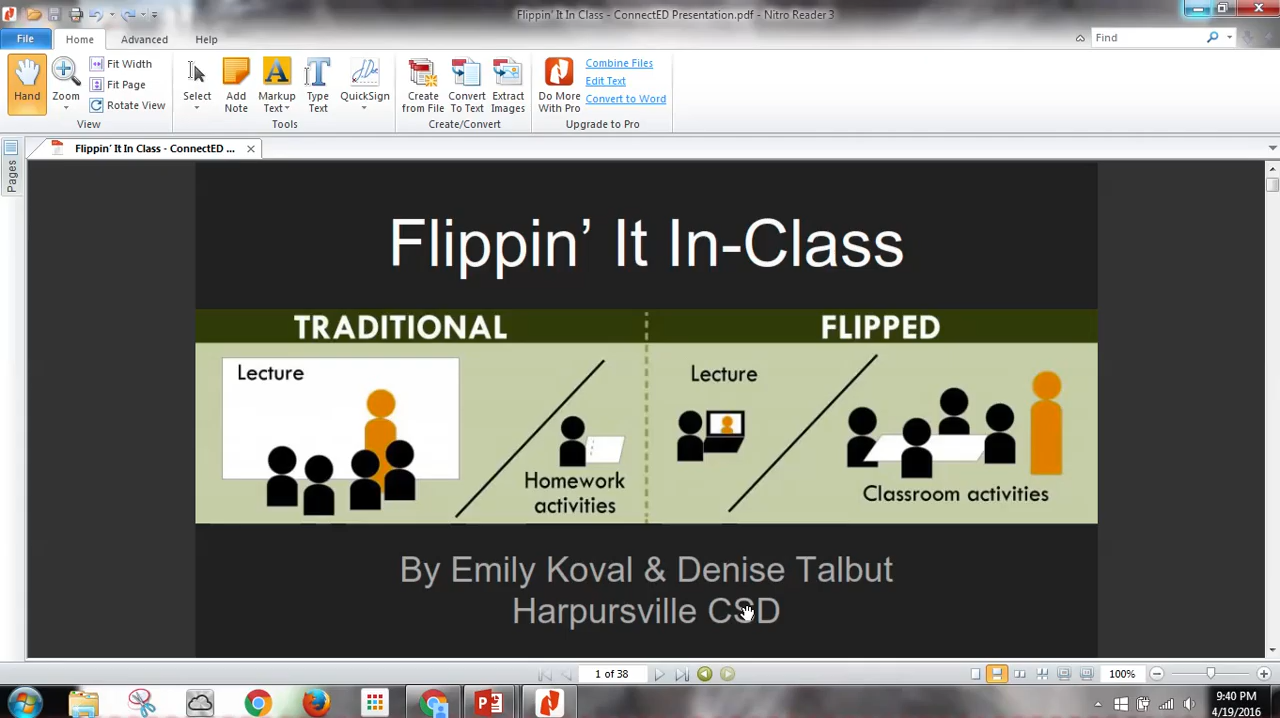 Flippin' It In Class - ConnectED Presentation.pdf - Nitro Reader 3
File
Home
Advanced
Help
Find
Hand
Zoom
Fit Width
Fit Page
Rotate View
View
Select
Add Note
Markup Text
Type Text
QuickSign
Tools
Create from File
Convert To Text
Extract Images
Create/Convert
Do More With Pro
Combine Files
Edit Text
Convert to Word
Upgrade to Pro
Pages
Flippin' It In Class - ConnectED ...
Flippin’ It In-Class
TRADITIONAL
FLIPPED
Lecture
Homework
activities
Lecture
Classroom activities
By Emily Koval & Denise Talbut
Harpursville CSD
1 of 38
100%
9:40 PM
4/19/2016